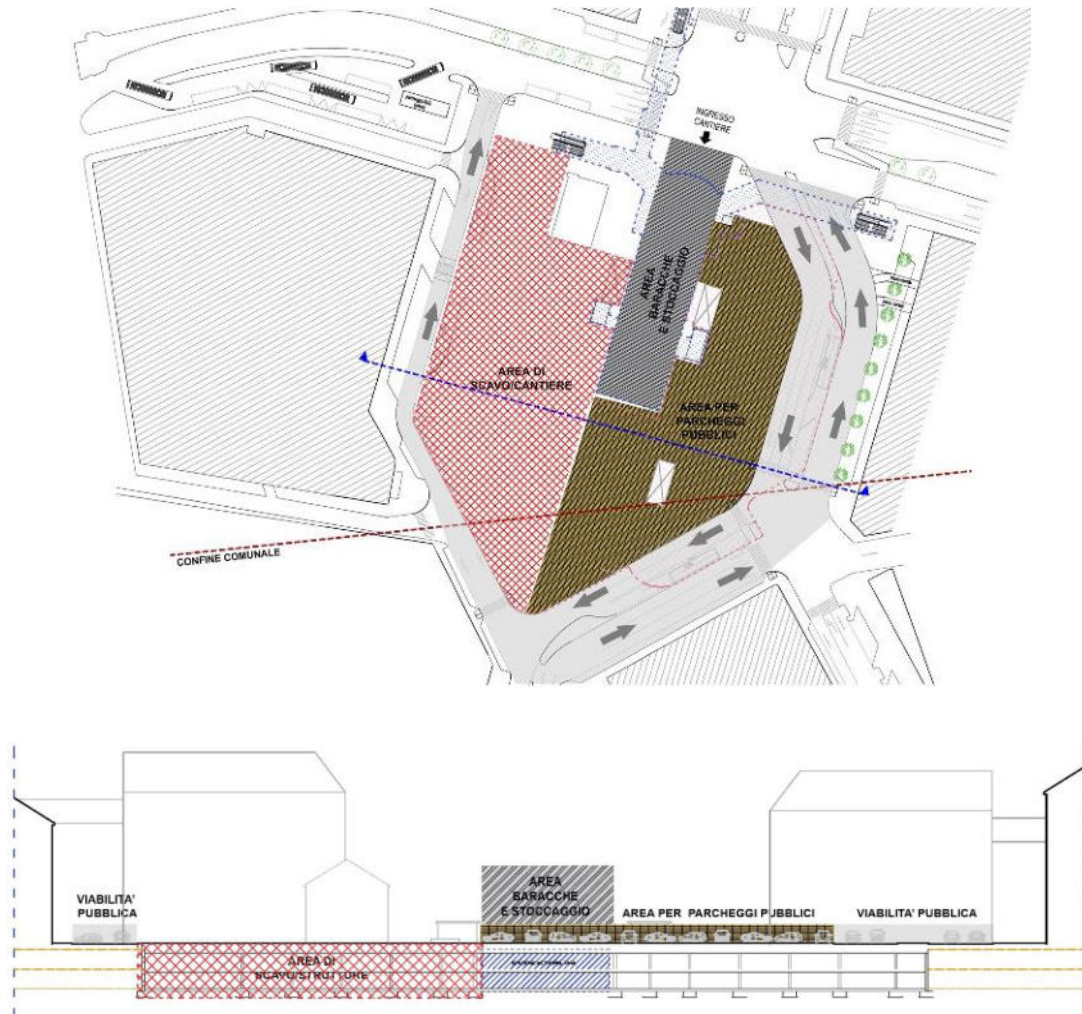 INGRESSO
CANTIERE
AREA
BARACCHE
E STOCCAGGIO
AREA DI
SCAVO/CANTIERE
AREA PER
PARCHEGGI
PUBBLICI
CONFINE COMUNALE
AREA
BARACCHE
E STOCCAGGIO
VIABILITA'
PUBBLICA
AREA PER PARCHEGGI PUBBLICI
VIABILITA' PUBBLICA
AREA DI
SCAVO/STRUTTURE